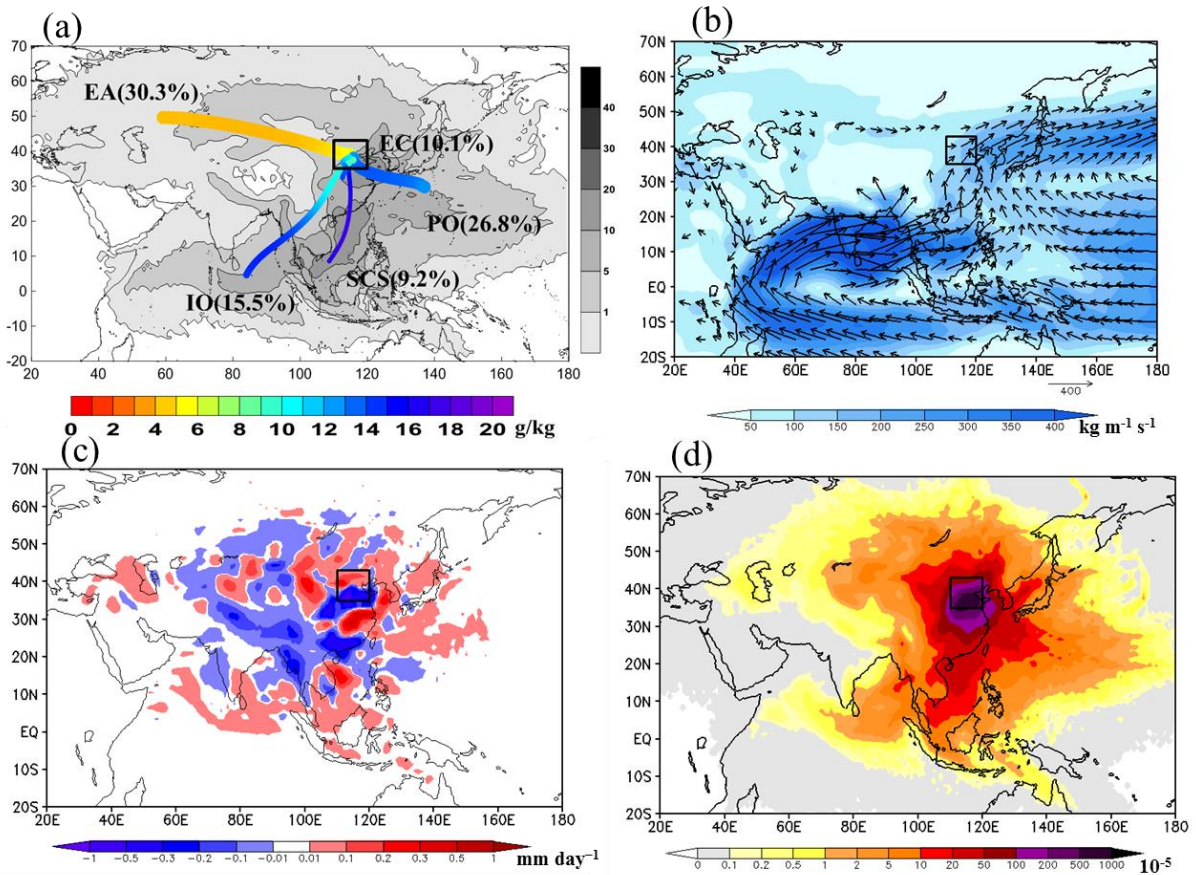 (a)
70
60
50
40
30
20
10
0
-10
-20
20 40 60 80 100 120 140 160 180
EA(30.3%)
EC(10.1%)
PO(26.8%)
SCS(9.2%)
IO(15.5%)
40
30
20
10
5
1
0 2 4 6 8 10 12 14 16 18 20 g/kg
(b)
70N
60N
50N
40N
30N
20N
10N
EQ
10S
20S
20E 40E 60E 80E 100E 120E 140E 160E 180
400
50 100 150 200 250 300 350 400
kg m⁻¹ s⁻¹
(c)
70N
60N
50N
40N
30N
20N
10N
EQ
10S
20S
20E 40E 60E 80E 100E 120E 140E 160E 180
-1 -0.5 -0.3 -0.2 -0.1 -0.01 0.01 0.1 0.2 0.3 0.5 1
mm day⁻¹
(d)
70N
60N
50N
40N
30N
20N
10N
EQ
10S
20S
20E 40E 60E 80E 100E 120E 140E 160E 180
0 0.1 0.2 0.5 1 2 5 10 20 50 100 200 500 1000 10⁻⁵